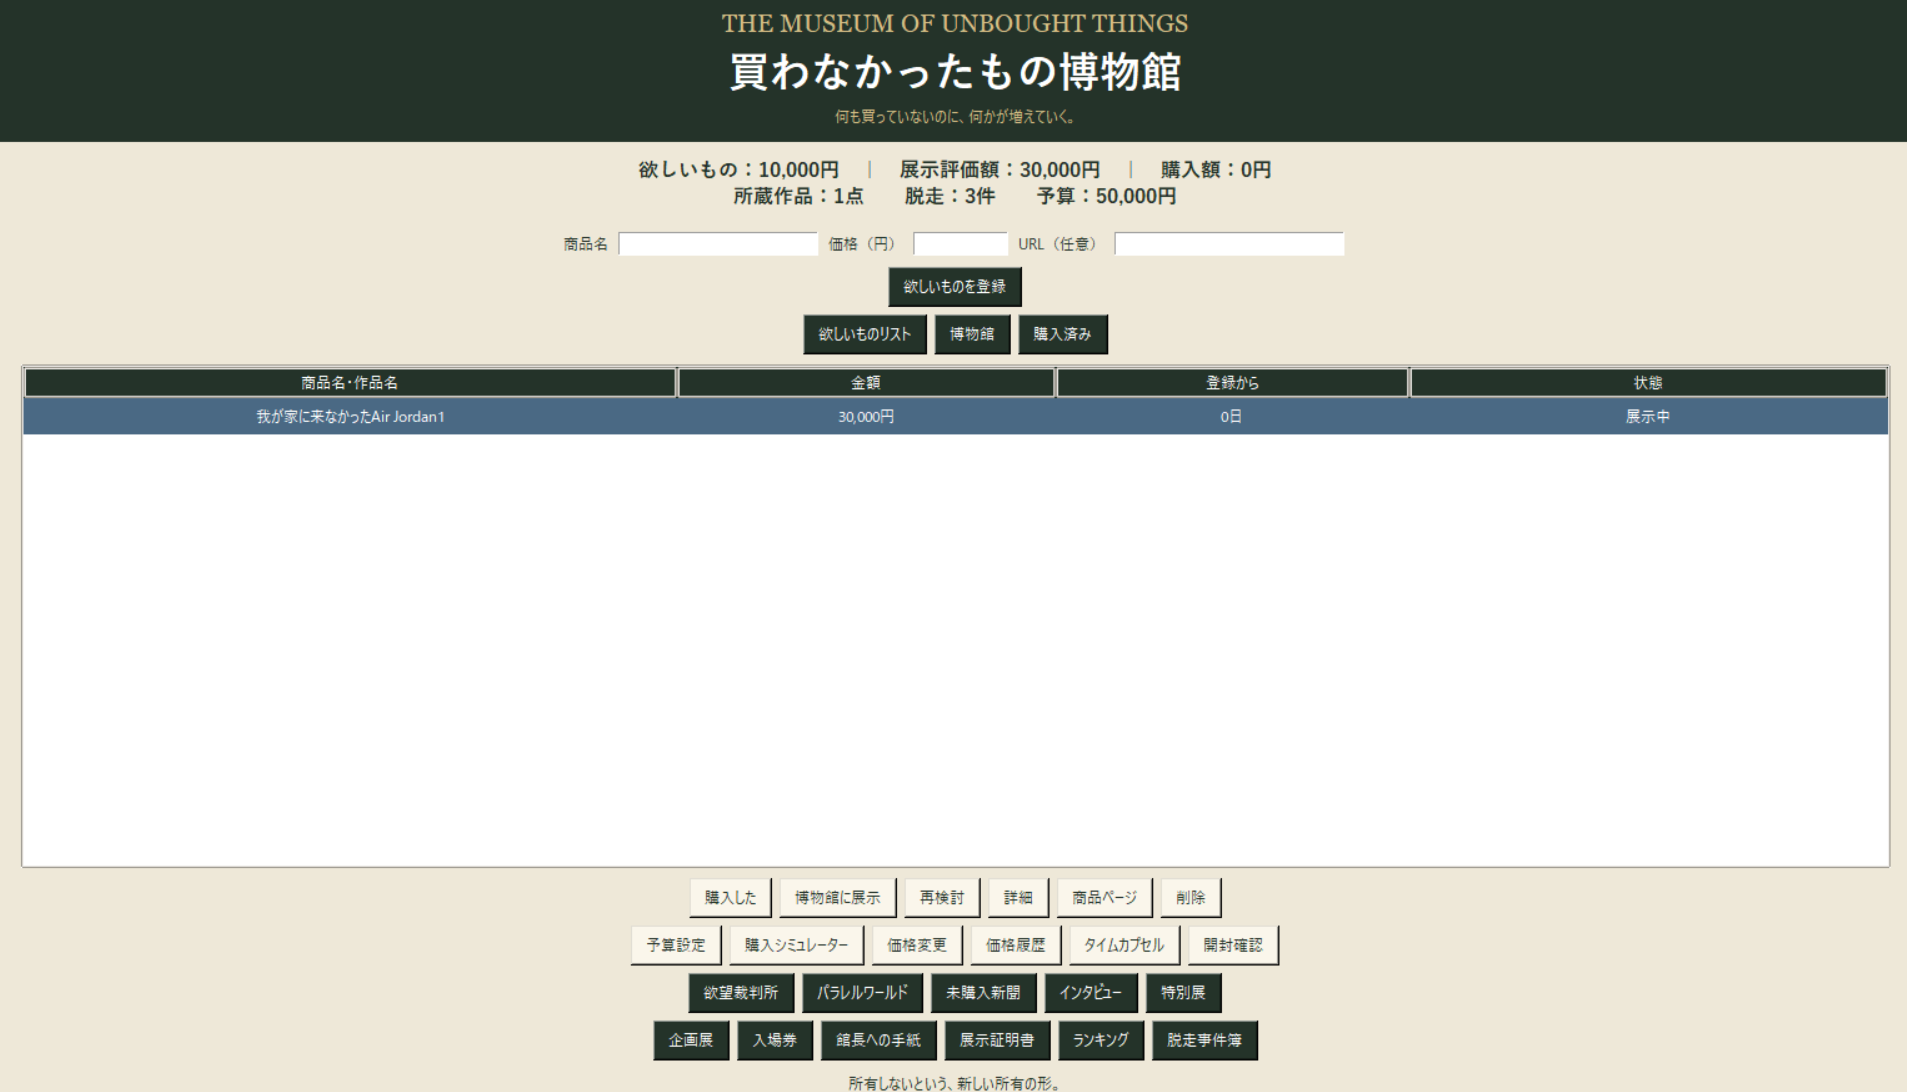 THE MUSEUM OF UNBOUGHT THINGS
買わなかったもの博物館
何も買っていないのに、何かが増えていく。
欲しいもの：10,000円 ｜ 展示評価額：30,000円 ｜ 購入額：0円
所蔵作品：1点 脱走：3件 予算：50,000円
商品名 価格（円） URL（任意）
欲しいものを登録
欲しいものリスト 博物館 購入済み
商品名・作品名 金額 登録から 状態
我が家に来なかったAir Jordan1 30,000円 0日 展示中
購入した 博物館に展示 再検討 詳細 商品ページ 削除
予算設定 購入シミュレーター 価格変更 価格履歴 タイムカプセル 開封確認
欲望裁判所 パラレルワールド 未購入新聞 インタビュー 特別展
企画展 入場券 館長への手紙 展示証明書 ランキング 脱走事件簿
所有しないという、新しい所有の形。